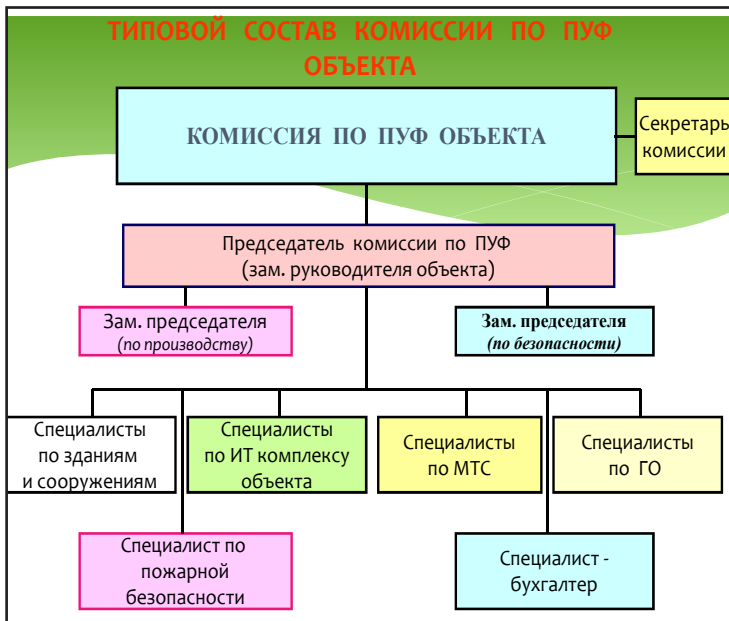 ТИПОВОЙ СОСТАВ КОМИССИИ ПО ПУФ
ОБЪЕКТА
КОМИССИЯ ПО ПУФ ОБЪЕКТА
Секретарь
комиссии
Председатель комиссии по ПУФ
(зам. руководителя объекта)
Зам. председателя
(по производству)
Зам. председателя
(по безопасности)
Специалисты
по зданиям
и сооружениям
Специалисты
по ИТ комплексу
объекта
Специалисты
по МТС
Специалисты
по ГО
Специалист по
пожарной
безопасности
Специалист -
бухгалтер